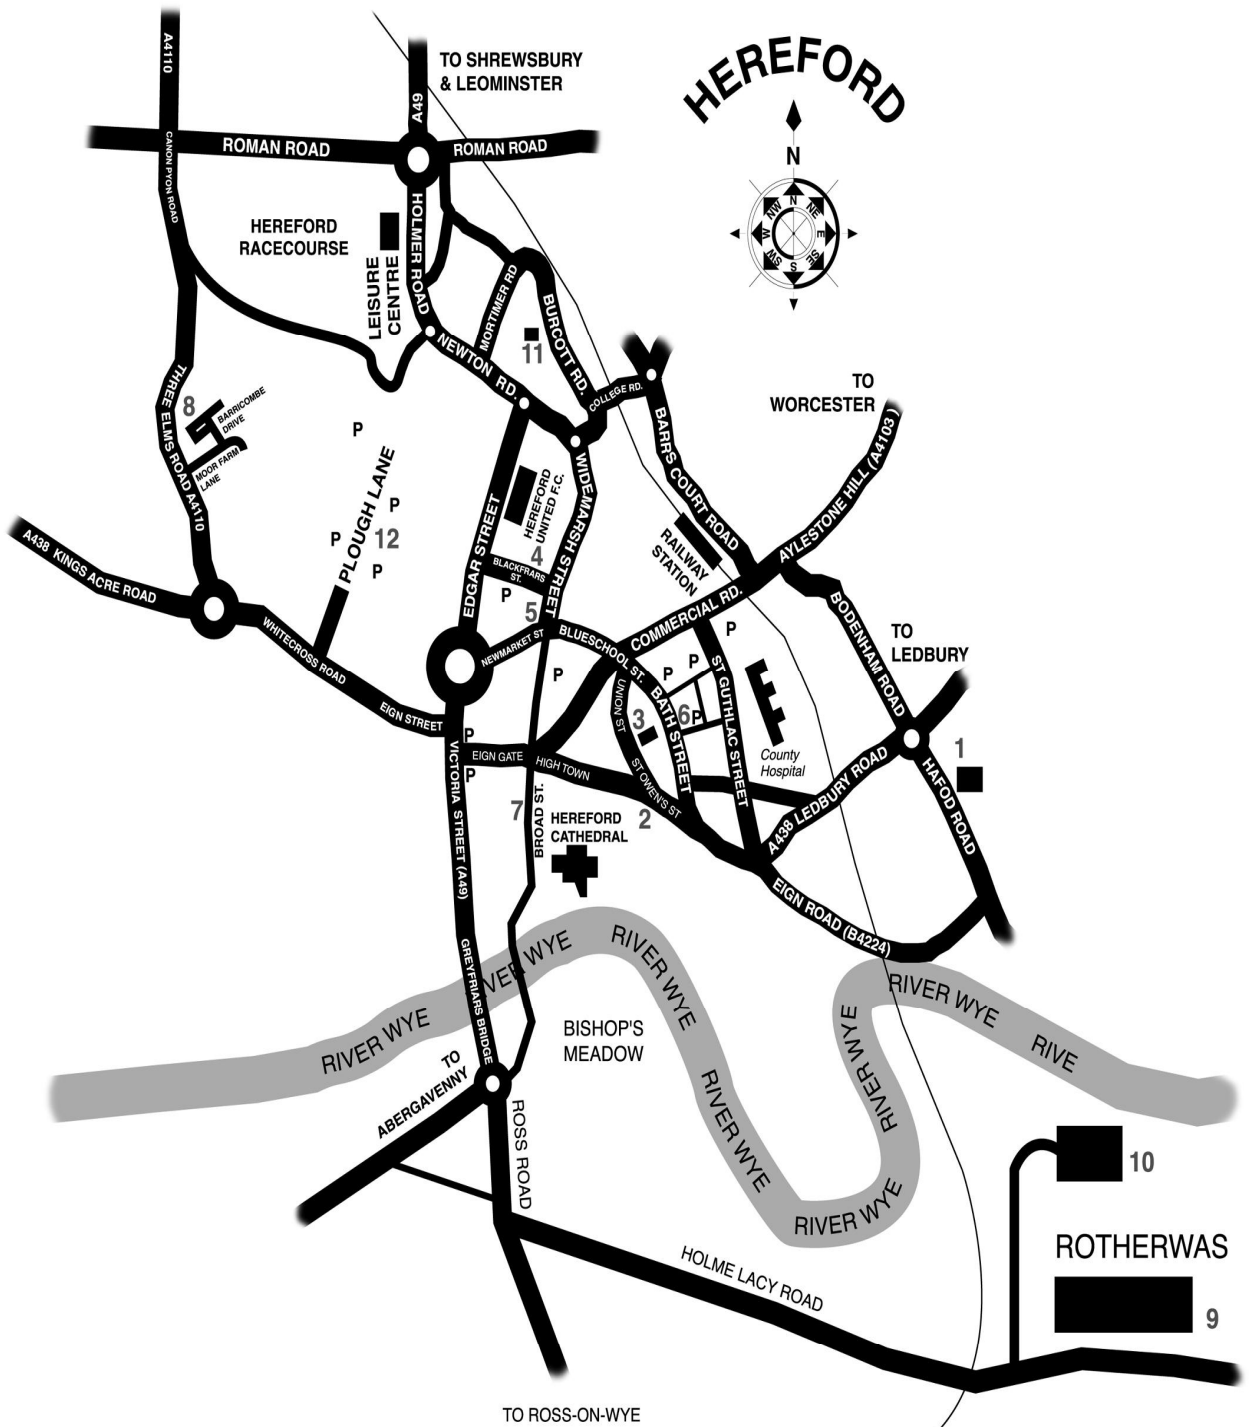 HEREFORD
N
N
NE
E
SE
S
SW
W
NW
A4110
A49
TO SHREWSBURY
& LEOMINSTER
ROMAN ROAD
ROMAN ROAD
CANON PYON ROAD
HOLMER ROAD
HEREFORD
RACECOURSE
LEISURE
CENTRE
MORTIMER RD
BURCOTT RD.
11
NEWTON RD.
COLLEGE RD.
TO
WORCESTER
THREE ELMS ROAD A4110
8
BARRICOMBE
DRIVE
MOOR FARM
LANE
P
P
P
P
PLOUGH LANE
12
BARRS COURT ROAD
AYLESTONE HILL (A4103)
WIDEMARSH STREET
HEREFORD
UNITED F.C.
EDGAR STREET
4
BLACKFRIARS
ST.
P
5
RAILWAY
STATION
A438 KINGS ACRE ROAD
WHITECROSS ROAD
EIGN STREET
NEWMARKET ST
BLUESCHOOL ST.
COMMERCIAL RD.
BODENHAM ROAD
TO
LEDBURY
P
P
P
P
P
UNION ST
BATH STREET
ST GUTHLAC STREET
3
6
County
Hospital
1
P
P
EIGN GATE
HIGH TOWN
VICTORIA STREET (A49)
ST OWEN'S ST
2
7
BROAD ST.
HEREFORD
CATHEDRAL
A438 LEDBURY ROAD
HAFOD ROAD
EIGN ROAD (B4224)
GREYFRIARS BRIDGE
RIVER WYE
VER WYE
RIVER WYE
RIVER WYE
RIVER WYE
RIVER WYE
RIVER WYE
RIVER
RIVER WYE
RIVE
BISHOP'S
MEADOW
TO
ABERGAVENNY
ROSS ROAD
10
ROTHERWAS
9
HOLME LACY ROAD
TO ROSS-ON-WYE